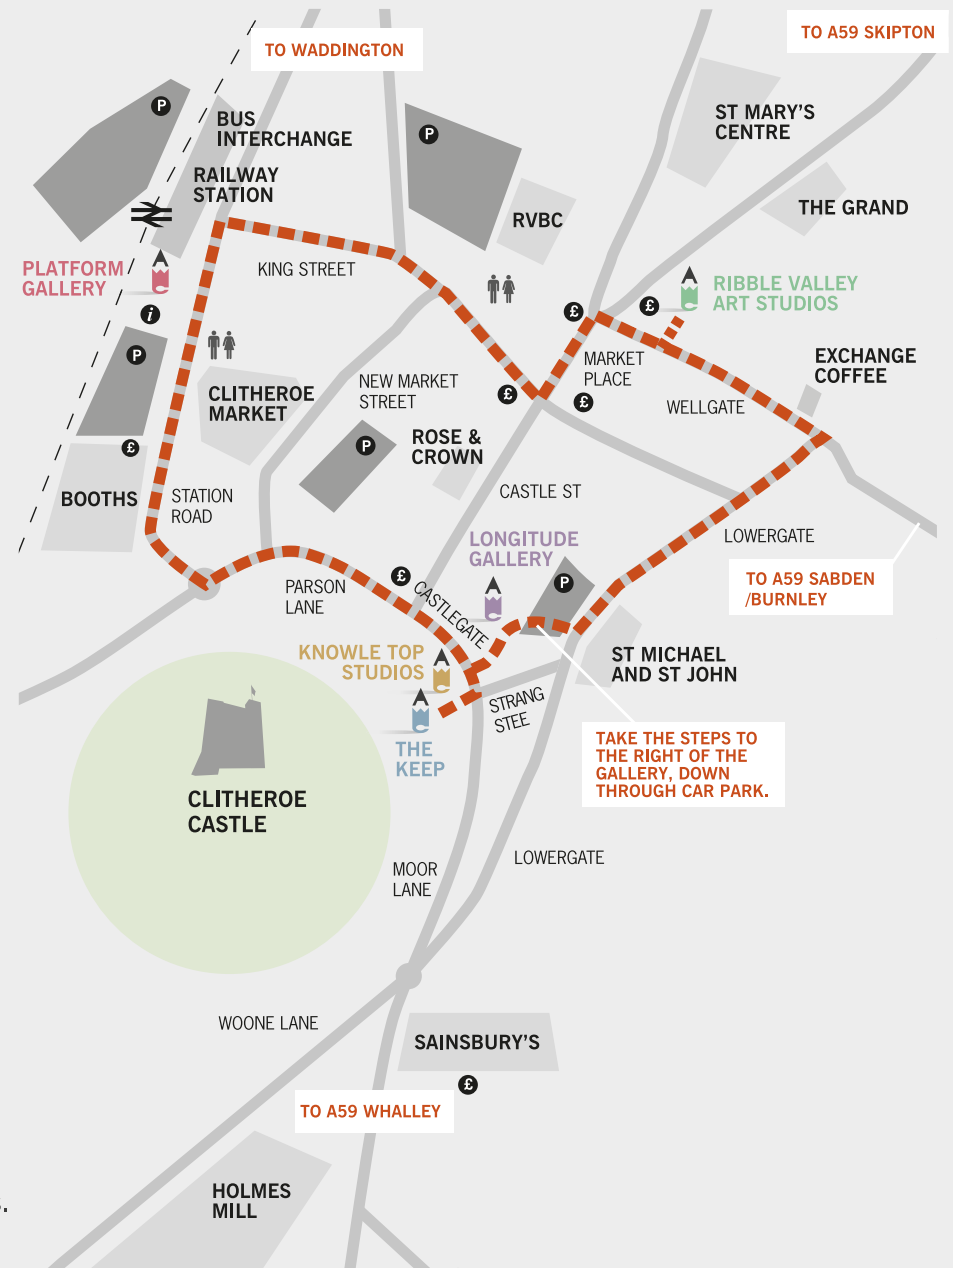 TO WADDINGTON
TO A59 SKIPTON
P
BUS
INTERCHANGE
P
ST MARY'S
CENTRE
RAILWAY
STATION
RVBC
THE GRAND
PLATFORM
GALLERY
A
KING STREET
A
RIBBLE VALLEY
ART STUDIOS
i
£
£
P
CLITHEROE
MARKET
NEW MARKET
STREET
MARKET
PLACE
EXCHANGE
COFFEE
£
£
WELLGATE
£
P
ROSE &
CROWN
BOOTHS
STATION
ROAD
CASTLE ST
LOWERGATE
LONGITUDE
GALLERY
A
P
TO A59 SABDEN
/BURNLEY
PARSON
LANE
£
CASTLEGATE
KNOWLE TOP
STUDIOS
A
ST MICHAEL
AND ST JOHN
A
STRANG
STEE
THE
KEEP
TAKE THE STEPS TO
THE RIGHT OF THE
GALLERY, DOWN
THROUGH CAR PARK.
CLITHEROE
CASTLE
MOOR
LANE
LOWERGATE
WOONE LANE
SAINSBURY'S
£
TO A59 WHALLEY
HOLMES
MILL